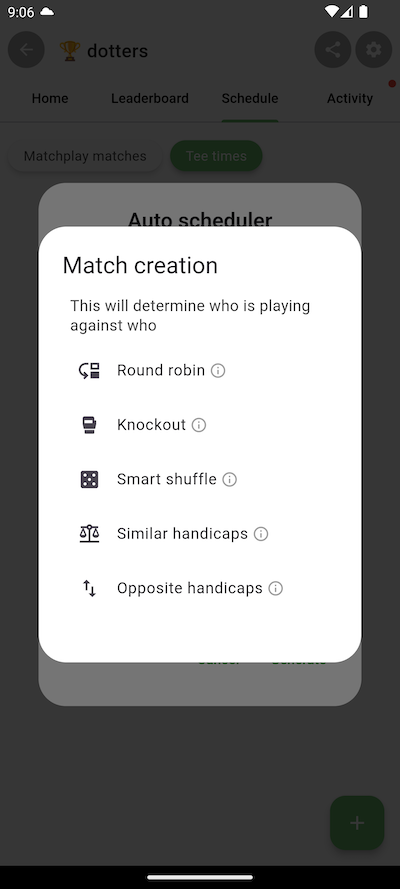 9:06
dotters
Home Leaderboard Schedule Activity
Matchplay matches Tee times
Auto scheduler
Match creation
This will determine who is playing
against who
Round robin
Knockout
Smart shuffle
Similar handicaps
Opposite handicaps
Cancel Generate